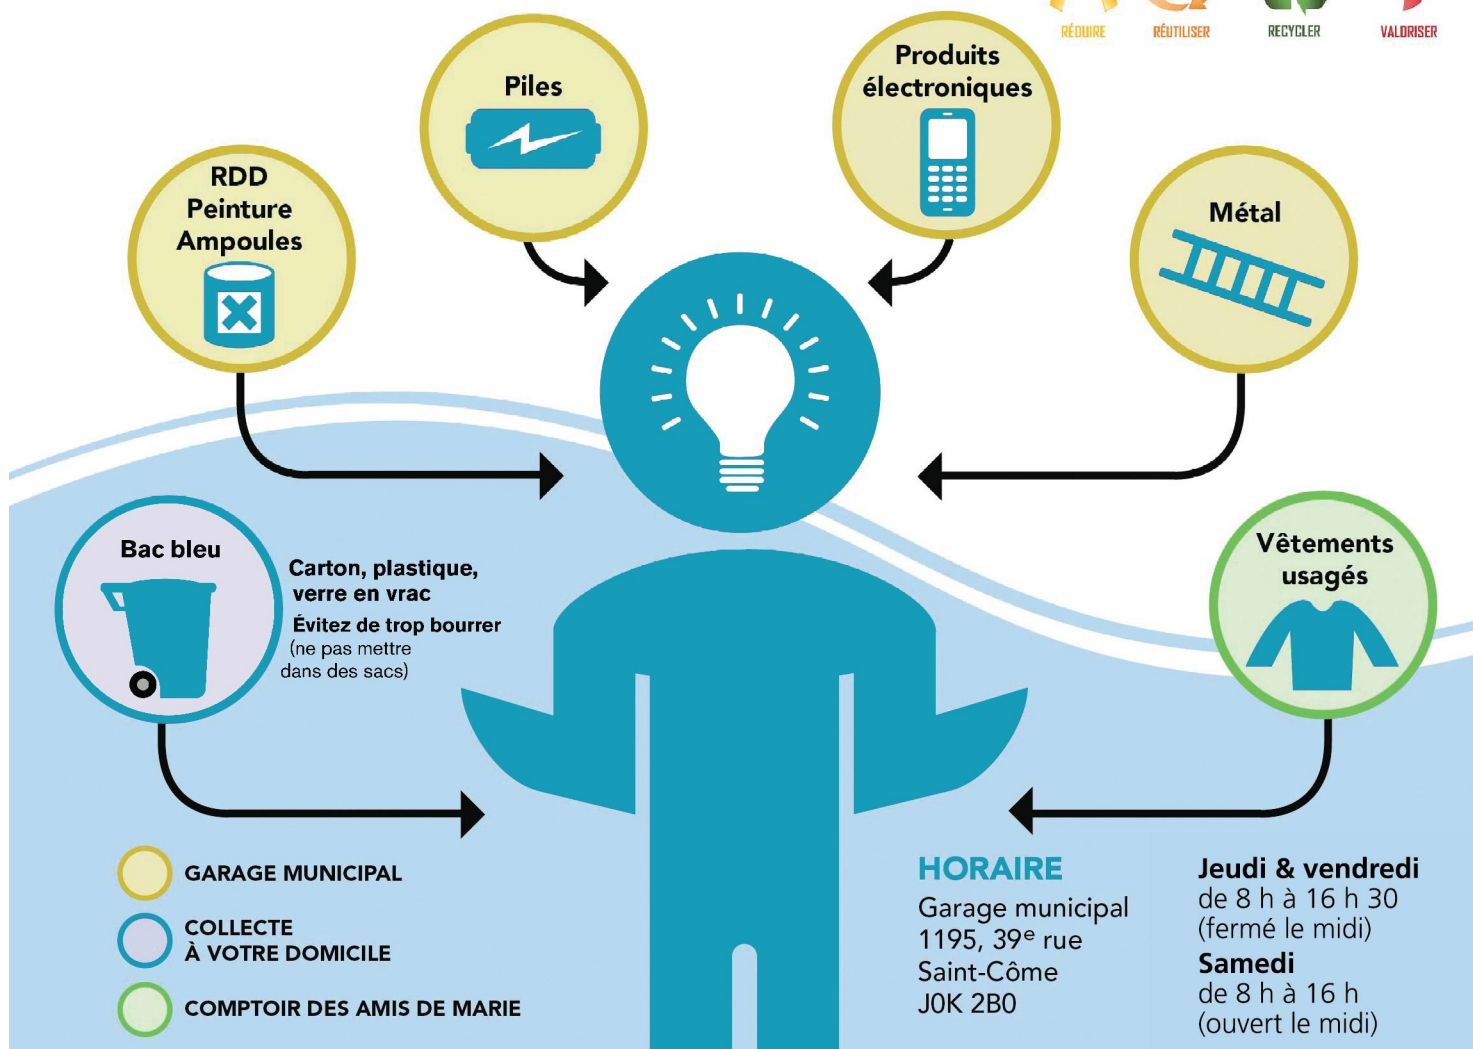 RÉDUIRE
RÉUTILISER
RECYCLER
VALORISER
Piles
Produits
électroniques
RDD
Peinture
Ampoules
Métal
Bac bleu
Carton, plastique,
verre en vrac
Évitez de trop bourrer
(ne pas mettre
dans des sacs)
Vêtements
usagés
GARAGE MUNICIPAL
COLLECTE
À VOTRE DOMICILE
COMPTOIR DES AMIS DE MARIE
HORAIRE
Garage municipal
1195, 39e rue
Saint-Côme
J0K 2B0
Jeudi & vendredi
de 8 h à 16 h 30
(fermé le midi)
Samedi
de 8 h à 16 h
(ouvert le midi)